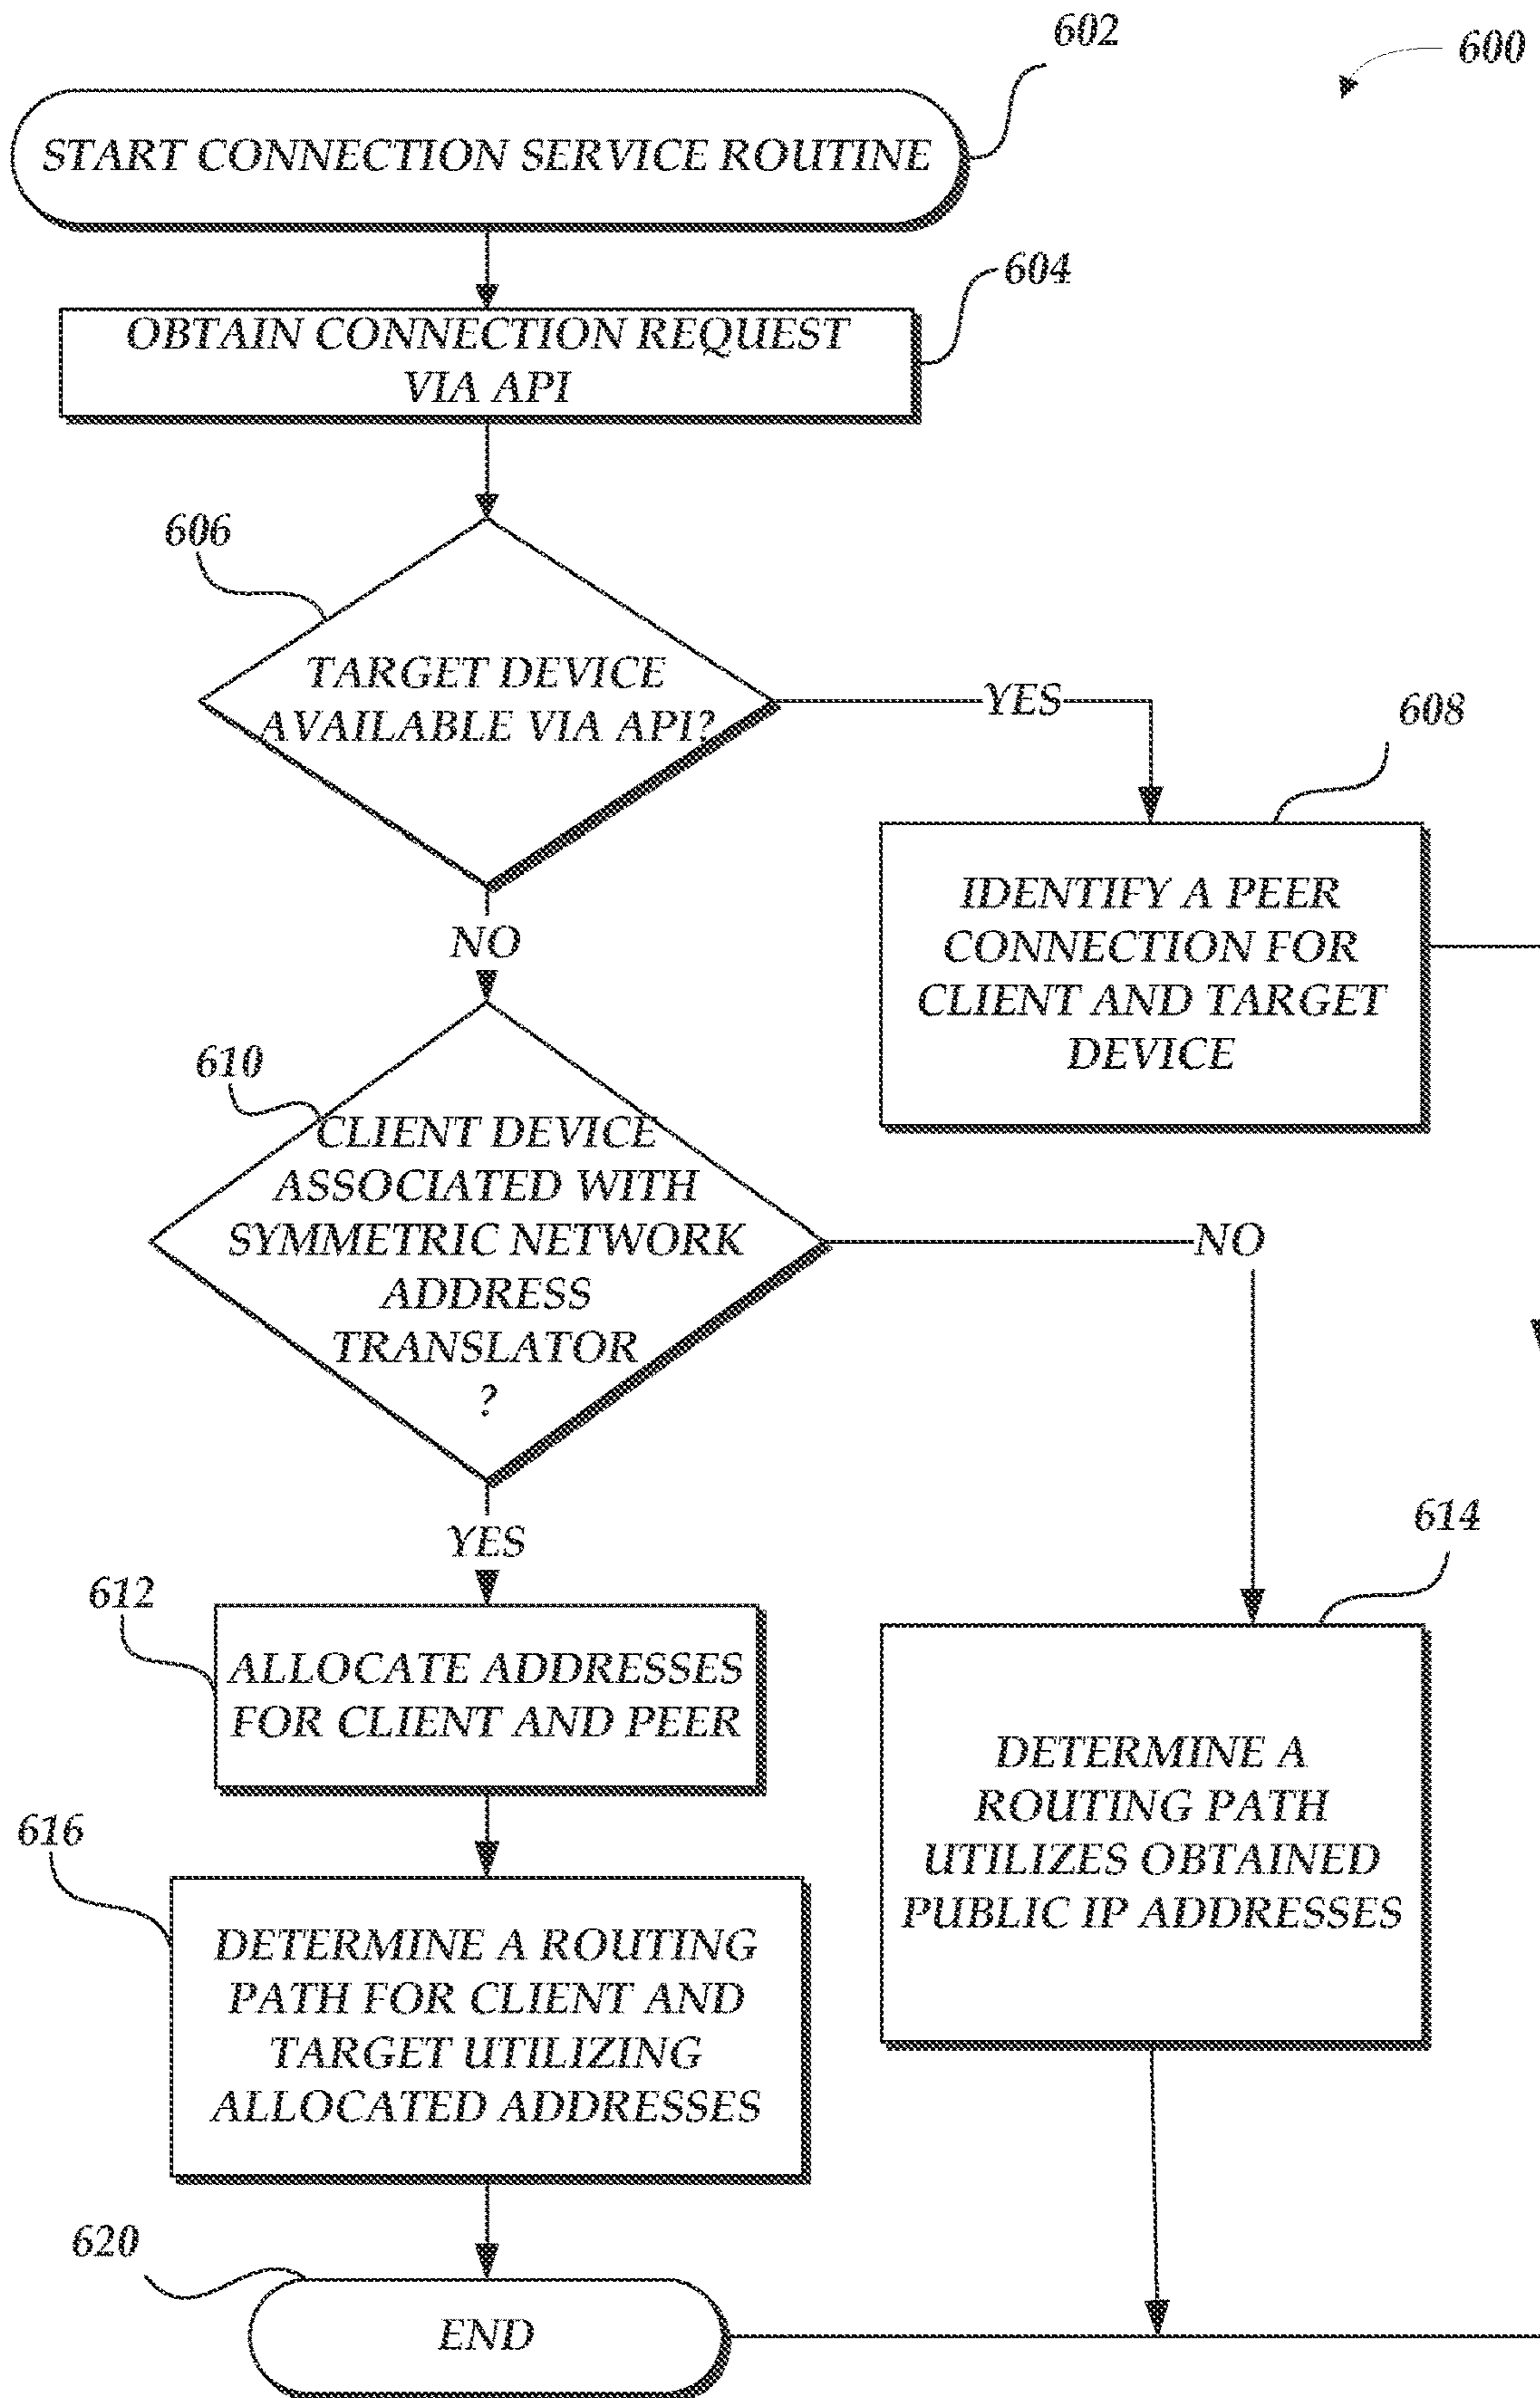 602
600
START CONNECTION SERVICE ROUTINE
604
OBTAIN CONNECTION REQUEST
VIA API
606
TARGET DEVICE
AVAILABLE VIA API?
YES
608
IDENTIFY A PEER
CONNECTION FOR
CLIENT AND TARGET
DEVICE
NO
610
CLIENT DEVICE
ASSOCIATED WITH
SYMMETRIC NETWORK
ADDRESS
TRANSLATOR
?
NO
YES
612
ALLOCATE ADDRESSES
FOR CLIENT AND PEER
614
DETERMINE A
ROUTING PATH
UTILIZES OBTAINED
PUBLIC IP ADDRESSES
616
DETERMINE A ROUTING
PATH FOR CLIENT AND
TARGET UTILIZING
ALLOCATED ADDRESSES
620
END